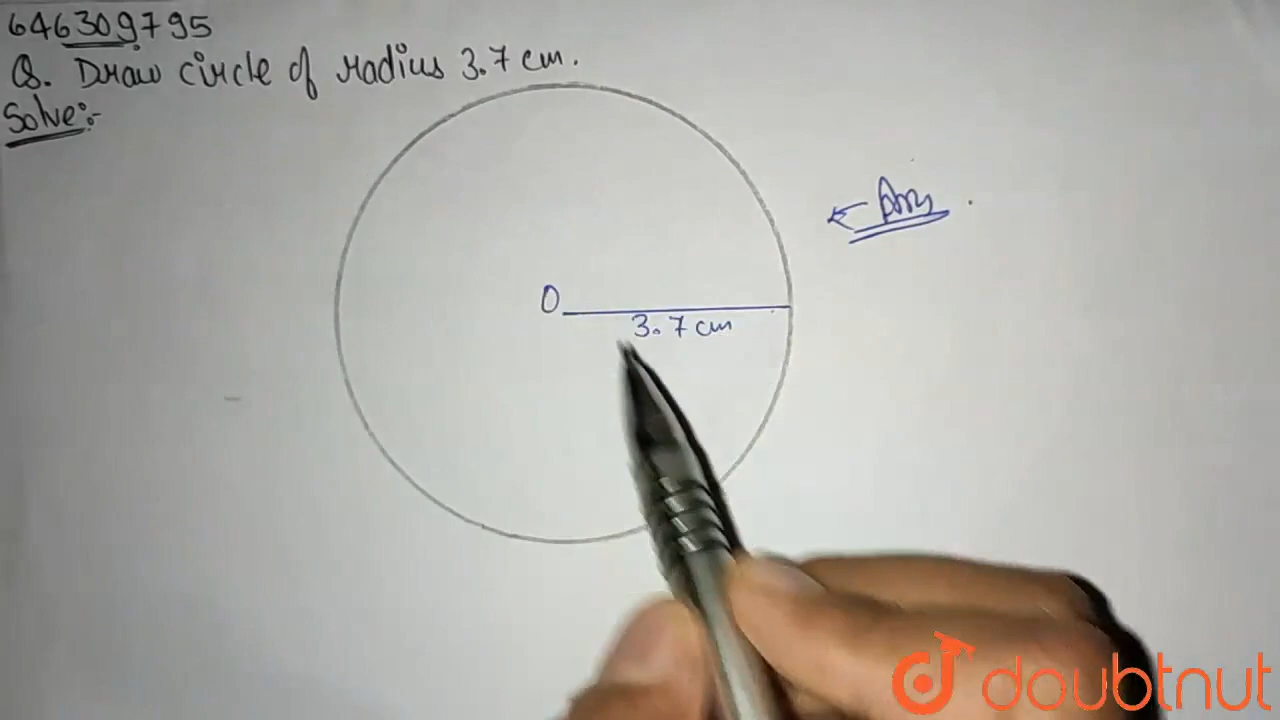 646309795
Q. Draw circle of radius 3.7 cm.
Solve:-
Ans
O
3.7 cm
doubtnut